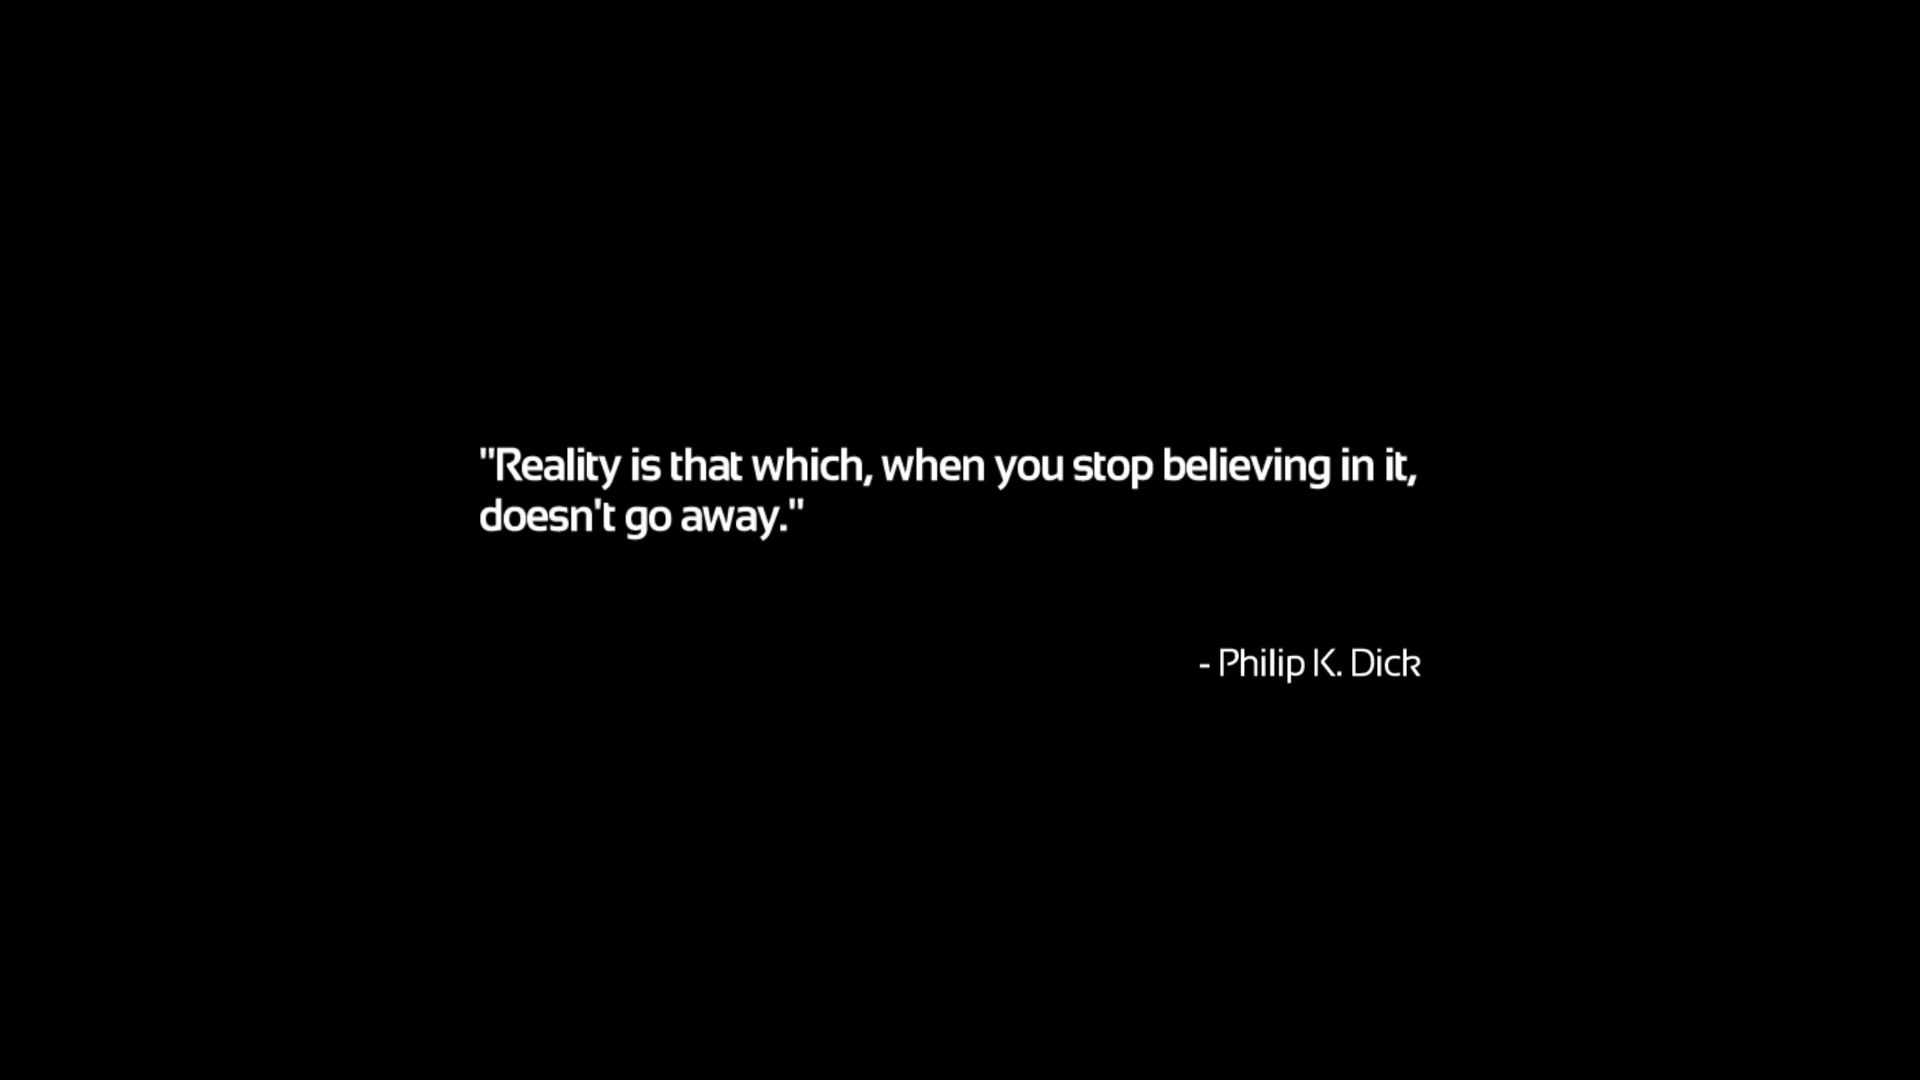 "Reality is that which, when you stop believing in it,
doesn't go away."
- Philip K. Dick